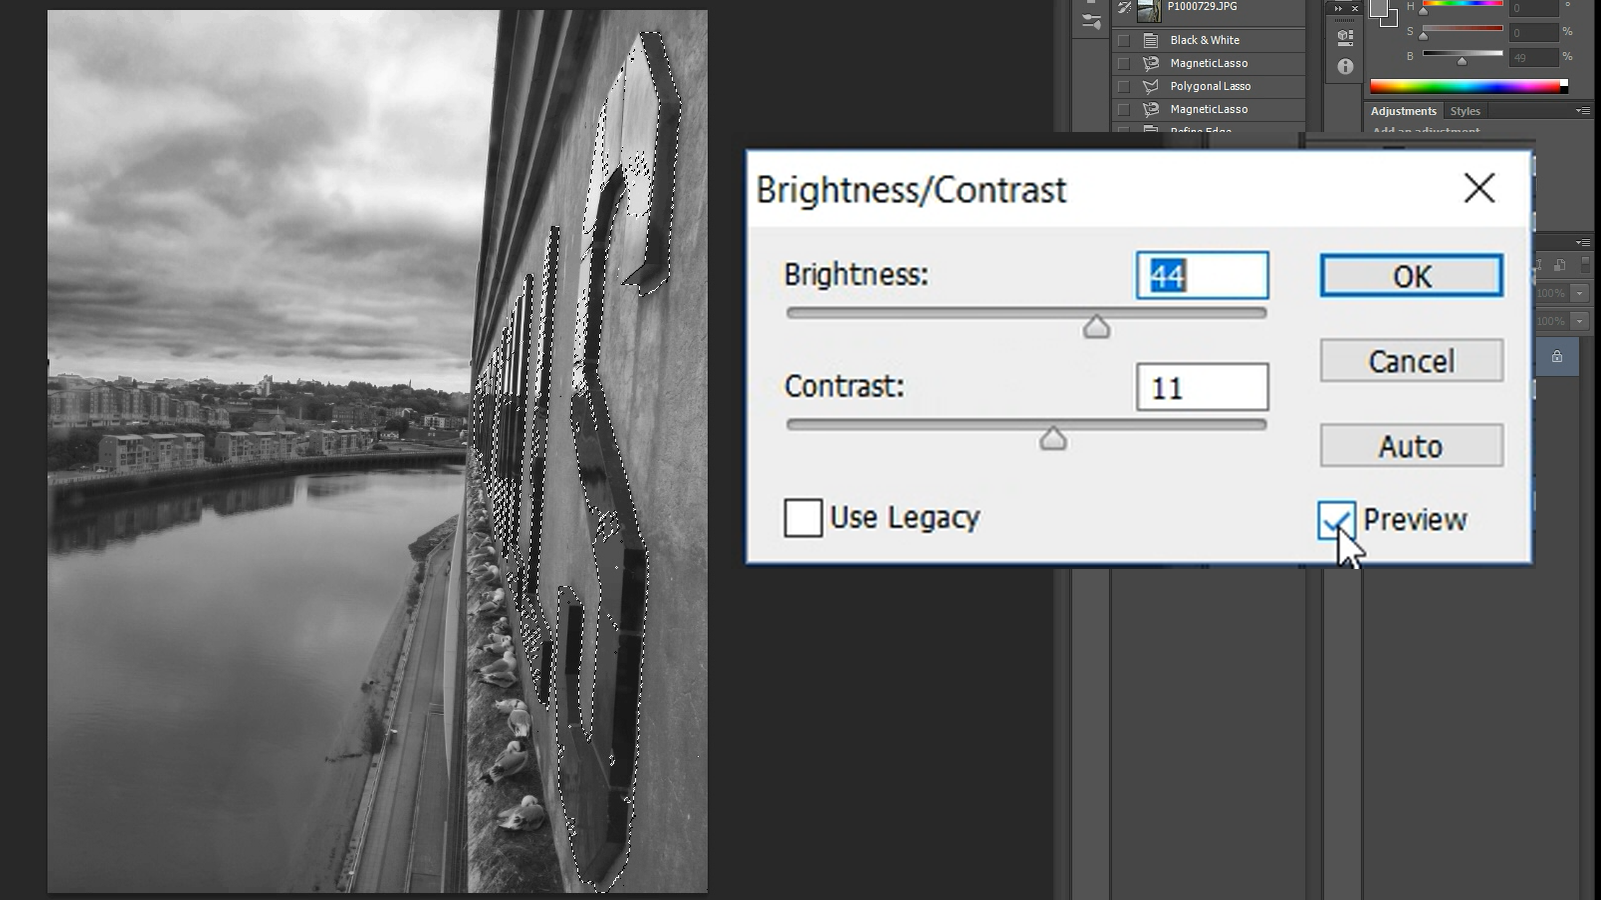 P1000729.JPG
Black & White
MagneticLasso
Polygonal Lasso
MagneticLasso
Refine Edge
H 0 °
S 0 %
B 49 %
Adjustments Styles
Add an adjustment
Brightness/Contrast
Brightness: 44
OK
Contrast: 11
Cancel
Auto
Use Legacy
Preview
100%
100%